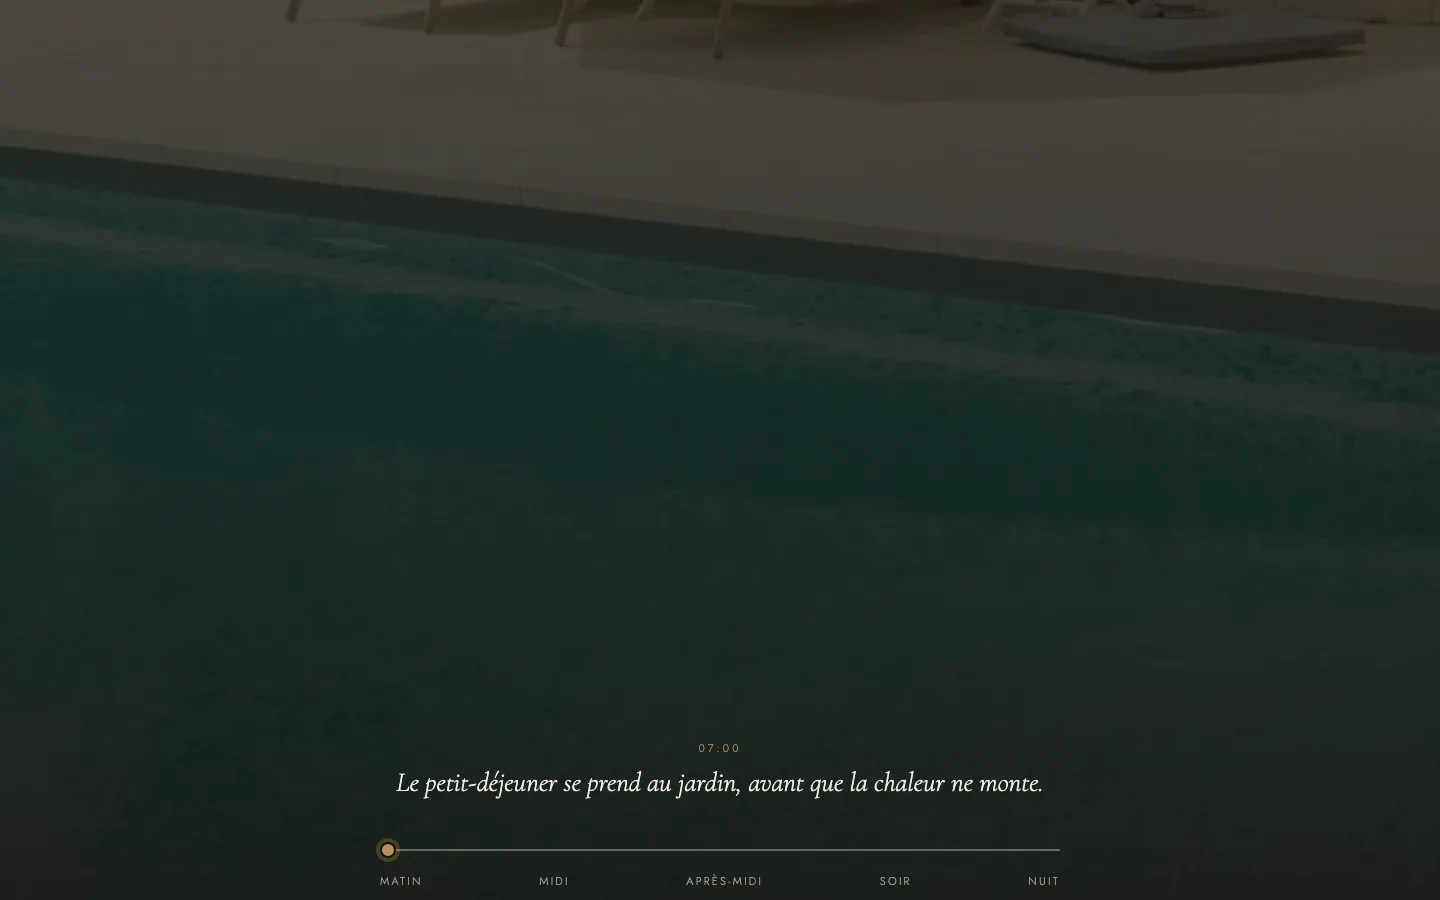 07:00
Le petit-déjeuner se prend au jardin, avant que la chaleur ne monte.
MATIN MIDI APRÈS-MIDI SOIR NUIT